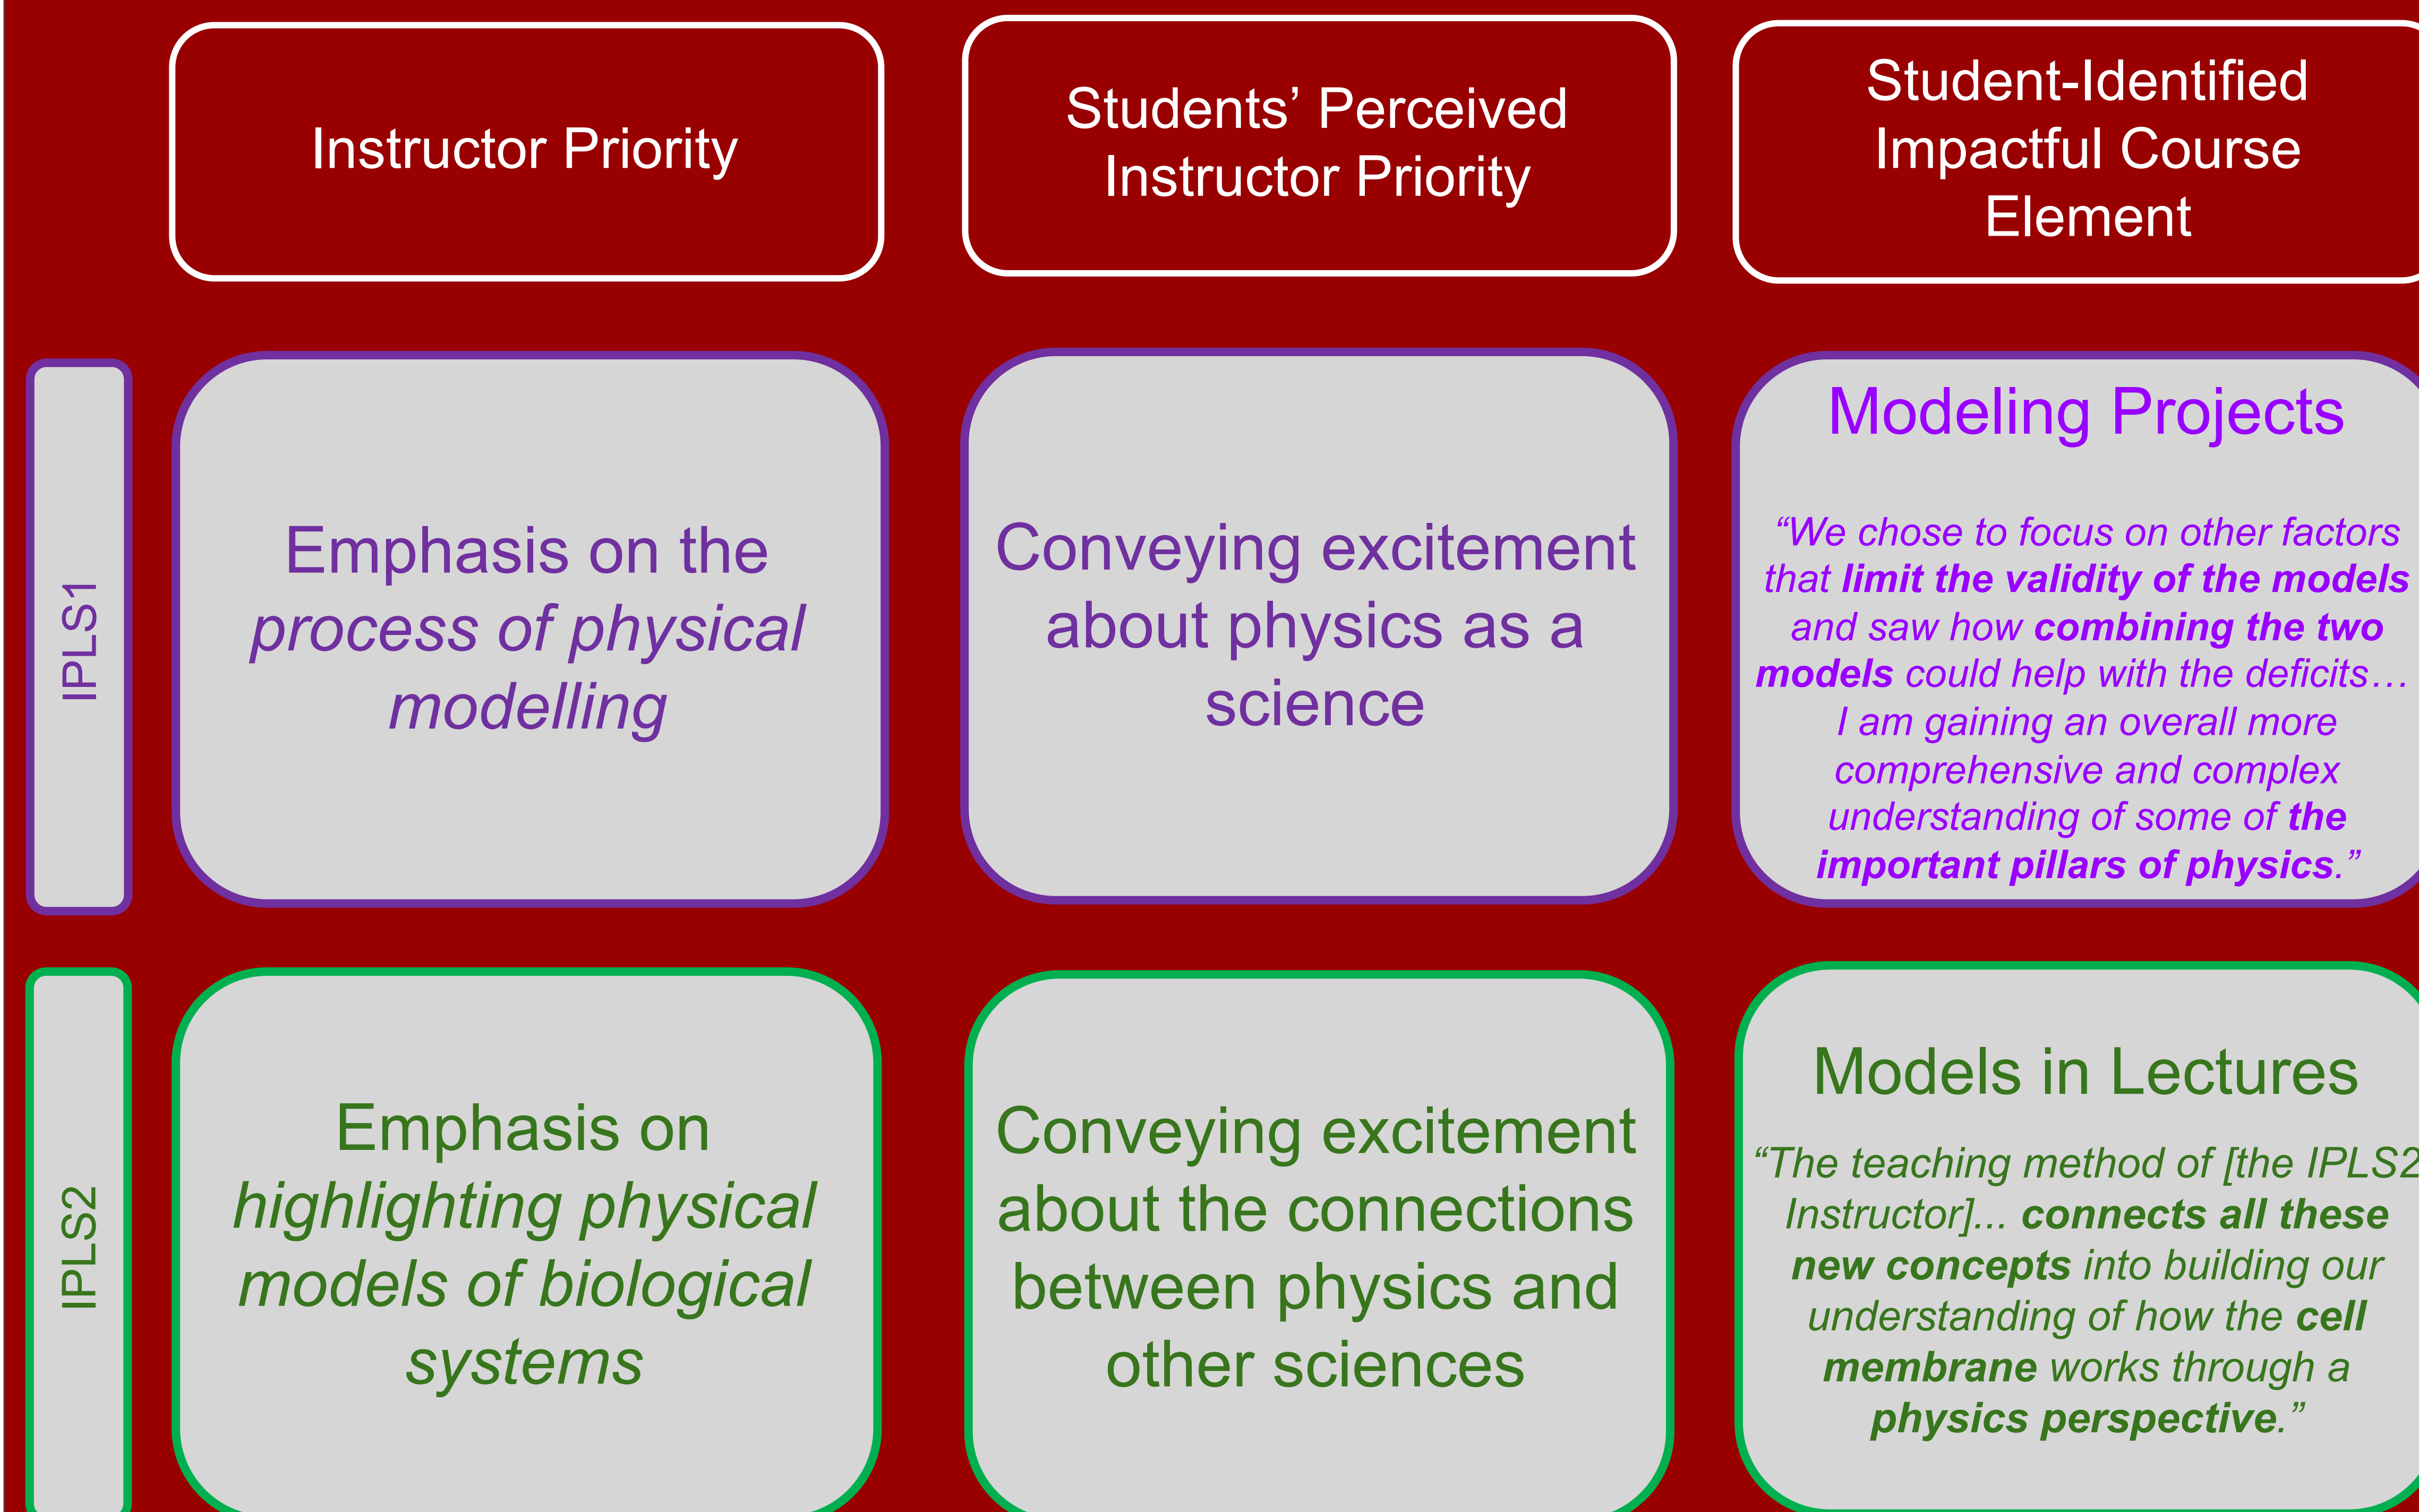 Instructor Priority
Students’ Perceived
Instructor Priority
Student-Identified
Impactful Course
Element
IPLS1
Emphasis on the
process of physical
modelling
Conveying excitement
about physics as a
science
Modeling Projects
“We chose to focus on other factors
that limit the validity of the models
and saw how combining the two
models could help with the deficits…
I am gaining an overall more
comprehensive and complex
understanding of some of the
important pillars of physics.”
IPLS2
Emphasis on
highlighting physical
models of biological
systems
Conveying excitement
about the connections
between physics and
other sciences
Models in Lectures
“The teaching method of [the IPLS2
Instructor]... connects all these
new concepts into building our
understanding of how the cell
membrane works through a
physics perspective.”